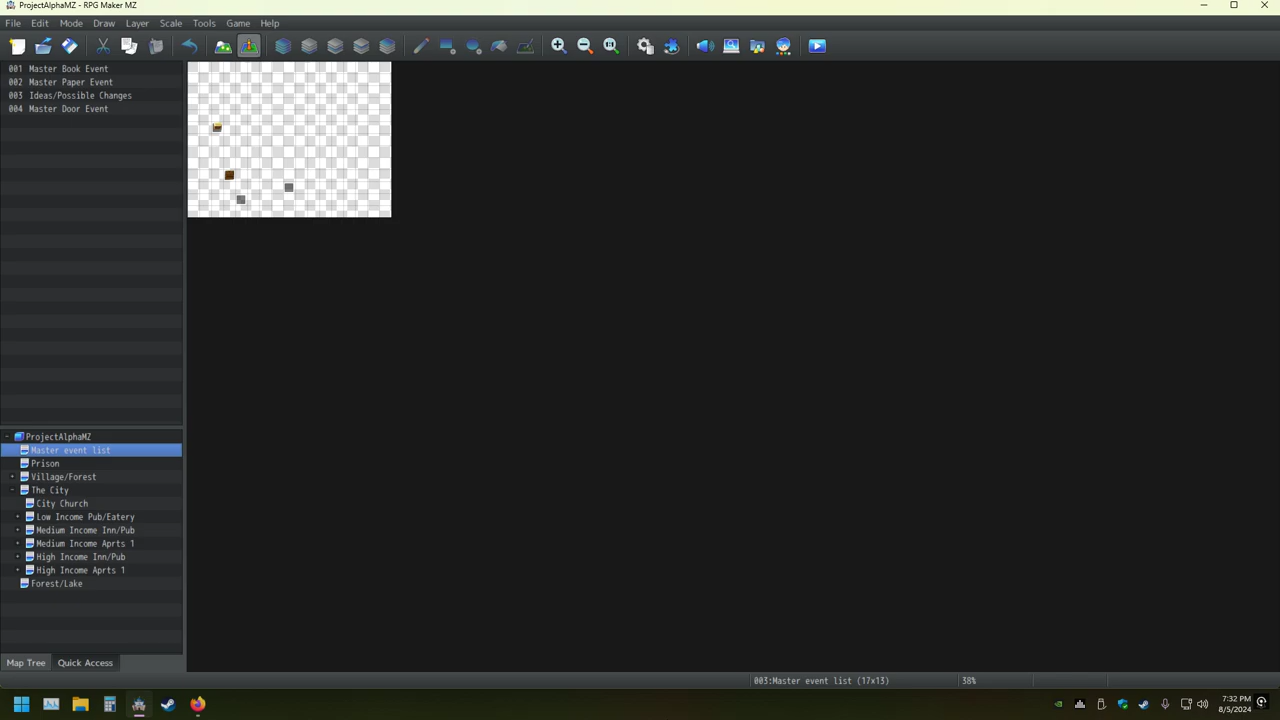 ProjectAlphaMZ - RPG Maker MZ
File Edit Mode Draw Layer Scale Tools Game Help
001 Master Book Event
002 Master Paper Event
003 Ideas/Possible Changes
004 Master Door Event
ProjectAlphaMZ
Master event list
Prison
Village/Forest
The City
City Church
Low Income Pub/Eatery
Medium Income Inn/Pub
Medium Income Aprts 1
High Income Inn/Pub
High Income Aprts 1
Forest/Lake
Map Tree Quick Access
003:Master event list (17x13) 38%
7:32 PM
8/5/2024